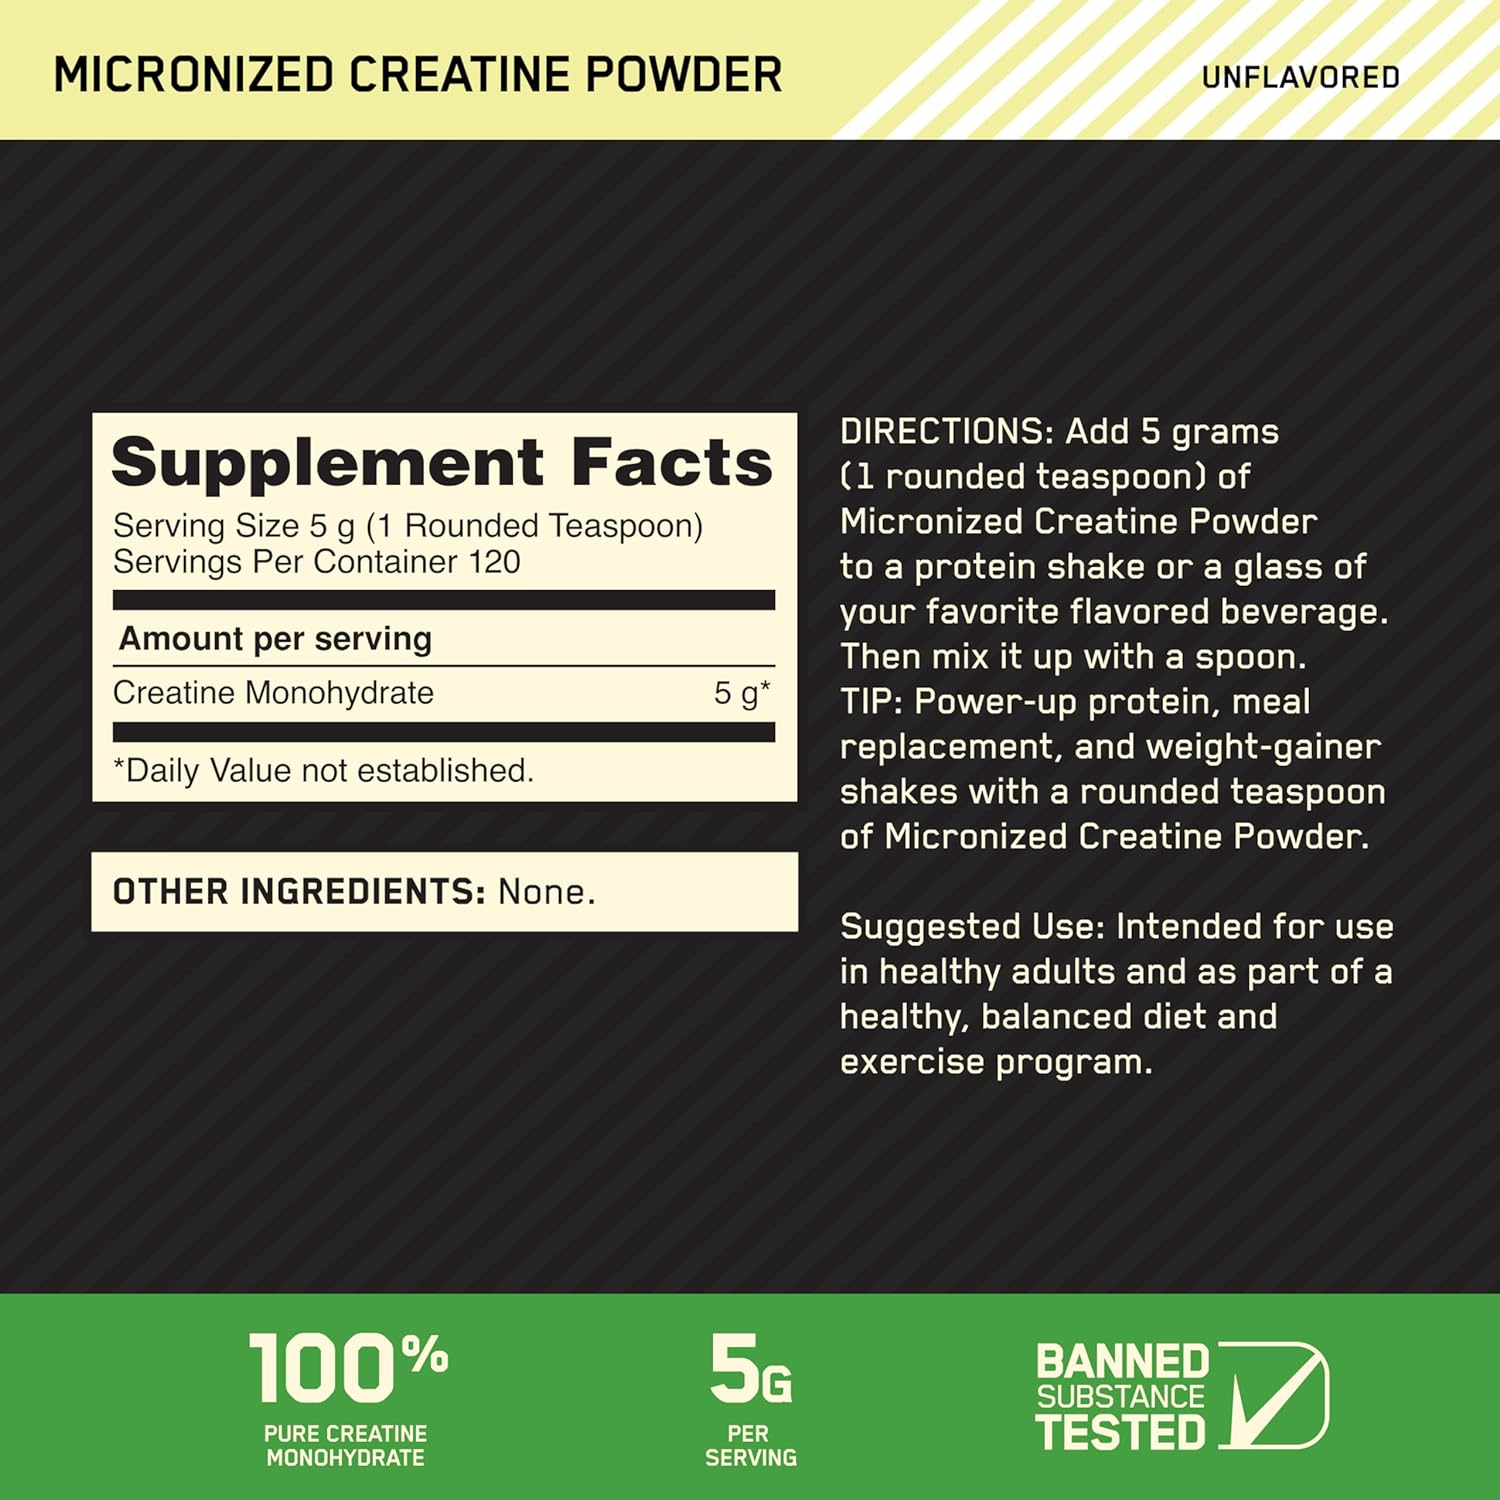 MICRONIZED CREATINE POWDER
UNFLAVORED
Supplement Facts
Serving Size 5 g (1 Rounded Teaspoon)
Servings Per Container 120
Amount per serving
Creatine Monohydrate 5 g*
*Daily Value not established.
OTHER INGREDIENTS: None.
DIRECTIONS: Add 5 grams
(1 rounded teaspoon) of
Micronized Creatine Powder
to a protein shake or a glass of
your favorite flavored beverage.
Then mix it up with a spoon.
TIP: Power-up protein, meal
replacement, and weight-gainer
shakes with a rounded teaspoon
of Micronized Creatine Powder.
Suggested Use: Intended for use
in healthy adults and as part of a
healthy, balanced diet and
exercise program.
100%
PURE CREATINE
MONOHYDRATE
5G
PER
SERVING
BANNED
SUBSTANCE
TESTED